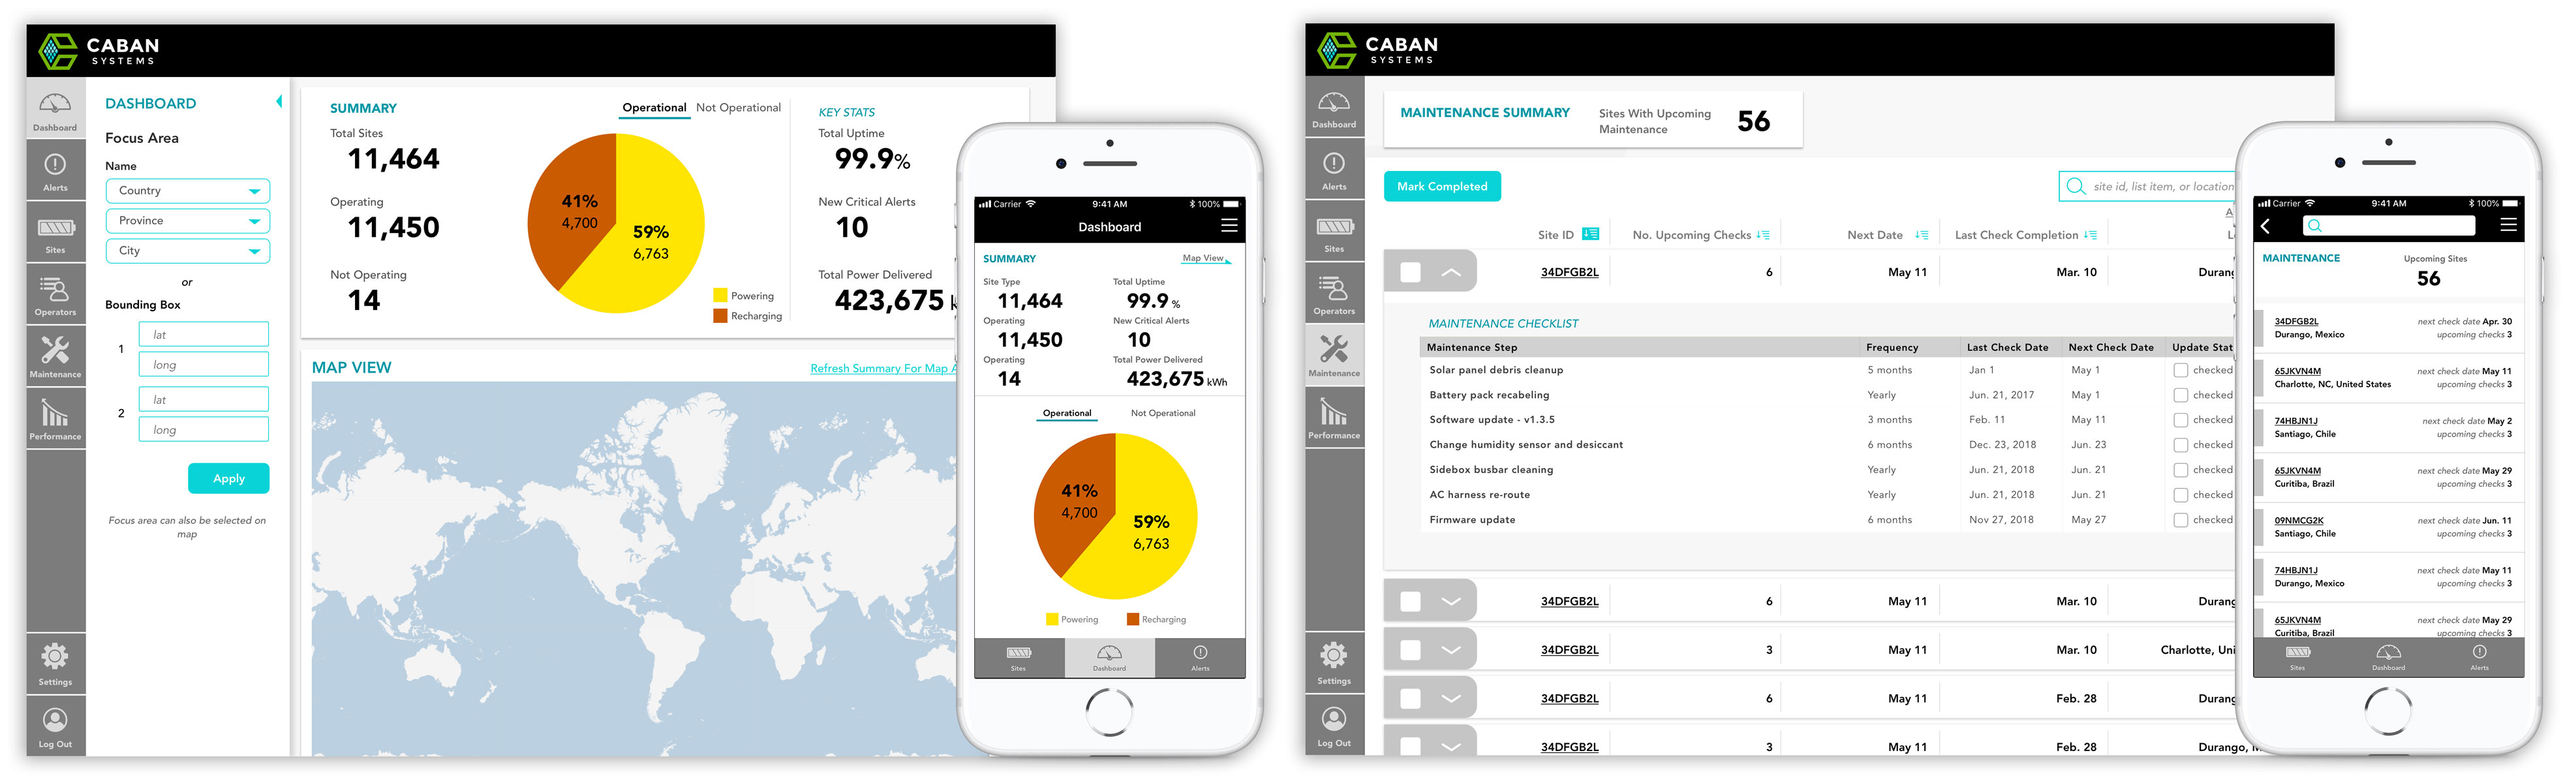 CABAN
SYSTEMS
Dashboard
Alerts
Sites
Operators
Maintenance
Performance
Settings
Log Out
DASHBOARD
Focus Area
Name
Country
Province
City
or
Bounding Box
1
lat
long
2
lat
long
Apply
Focus area can also be selected on
map
SUMMARY
Operational Not Operational
Total Sites
11,464
Operating
11,450
Not Operating
14
41%
4,700
59%
6,763
Powering
Recharging
KEY STATS
Total Uptime
99.9%
New Critical Alerts
10
Total Power Delivered
423,675
MAP VIEW
Refresh Summary For Map
Carrier 9:41 AM 100%
Dashboard
SUMMARY Map View
Site Type Total Uptime
11,464 99.9 %
Operating New Critical Alerts
11,450 10
Operating Total Power Delivered
14 423,675 kWh
Operational Not Operational
41%
4,700
59%
6,763
Powering Recharging
Sites Dashboard Alerts
CABAN
SYSTEMS
Dashboard
Alerts
Sites
Operators
Maintenance
Performance
Settings
Log Out
MAINTENANCE SUMMARY
Sites With Upcoming
Maintenance
56
Mark Completed
site id, list item, or location
Site ID No. Upcoming Checks Next Date Last Check Completion
34DFGB2L 6 May 11 Mar. 10 Durang
MAINTENANCE CHECKLIST
Maintenance Step Frequency Last Check Date Next Check Date Update Stat
Solar panel debris cleanup 5 months Jan 1 May 1 checked
Battery pack recabeling Yearly Jun. 21, 2017 May 1 checked
Software update - v1.3.5 3 months Feb. 11 May 11 checked
Change humidity sensor and desiccant 6 months Dec. 23, 2018 Jun. 23 checked
Sidebox busbar cleaning Yearly Jun. 21, 2018 Jun. 21 checked
AC harness re-route Yearly Jun. 21, 2018 Jun. 21 checked
Firmware update 6 months Nov 27, 2018 May 27 checked
34DFGB2L 6 May 11 Mar. 10 Durang
34DFGB2L 3 May 11 Mar. 10 Charlotte, Uni
34DFGB2L 6 May 11 Feb. 28 Durang
34DFGB2L 3 May 11 Feb. 28 Durango,
Carrier 9:41 AM 100%
MAINTENANCE
Upcoming Sites
56
34DFGB2L next check date Apr. 30
Durango, Mexico upcoming checks 3
65JKVN4M next check date May 11
Charlotte, NC, United States upcoming checks 3
74HBJN1J next check date May 2
Santiago, Chile upcoming checks 3
65JKVN4M next check date May 29
Curitiba, Brazil upcoming checks 3
09NMCG2K next check date Jun. 11
Santiago, Chile upcoming checks 3
74HBJN1J next check date May 11
Durango, Mexico upcoming checks 3
65JKVN4M next check date May 29
Curitiba, Brazil upcoming checks 3
Sites Dashboard Alerts